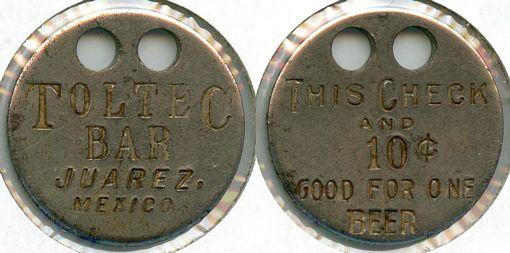 TOLTEC
BAR
JUAREZ.
MEXICO
THIS CHECK
AND
10¢
GOOD FOR ONE
BEER